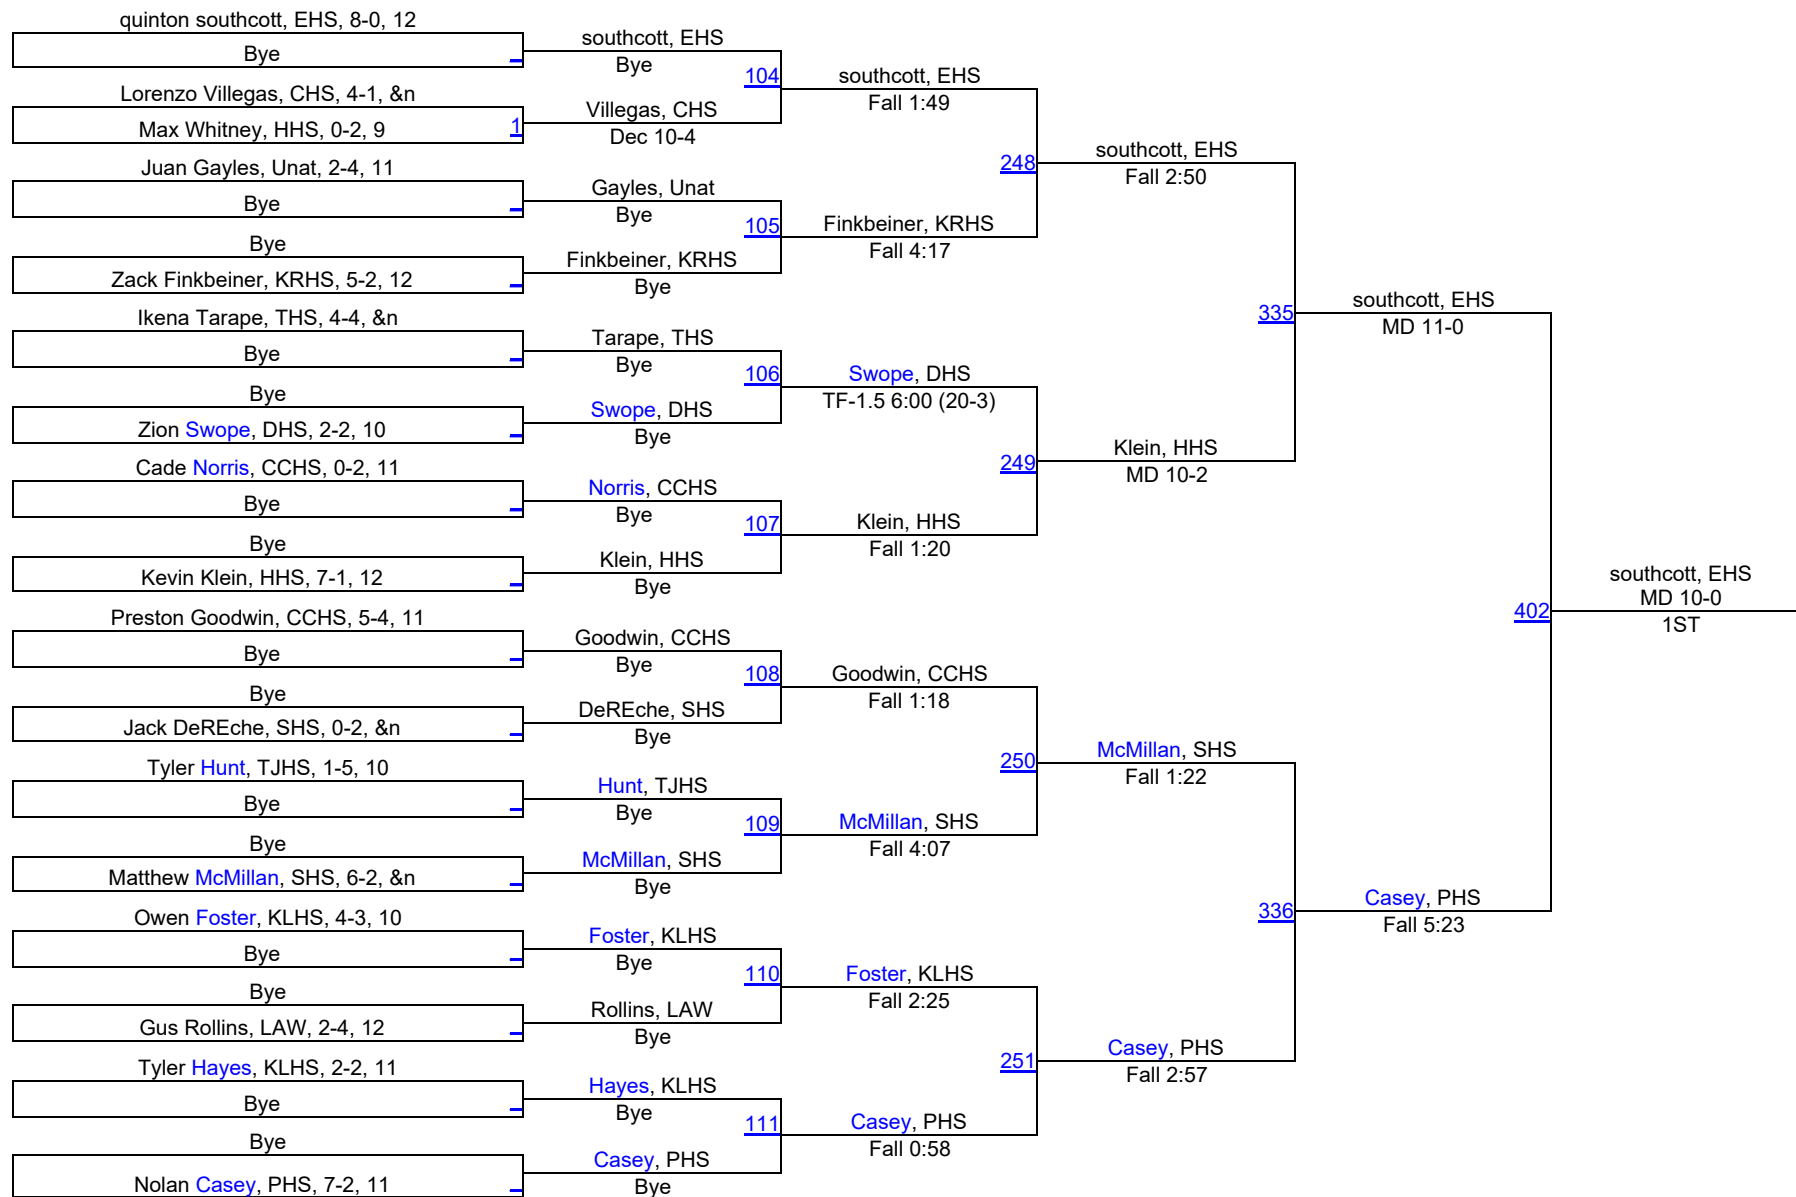 quinton southcott, EHS, 8-0, 12
Bye
Lorenzo Villegas, CHS, 4-1, &n
Max Whitney, HHS, 0-2, 9
1
Juan Gayles, Unat, 2-4, 11
Bye
Bye
Zack Finkbeiner, KRHS, 5-2, 12
Ikena Tarape, THS, 4-4, &n
Bye
Bye
Zion Swope, DHS, 2-2, 10
Cade Norris, CCHS, 0-2, 11
Bye
Bye
Kevin Klein, HHS, 7-1, 12
Preston Goodwin, CCHS, 5-4, 11
Bye
Bye
Jack DeREche, SHS, 0-2, &n
Tyler Hunt, TJHS, 1-5, 10
Bye
Bye
Matthew McMillan, SHS, 6-2, &n
Owen Foster, KLHS, 4-3, 10
Bye
Bye
Gus Rollins, LAW, 2-4, 12
Tyler Hayes, KLHS, 2-2, 11
Bye
Bye
Nolan Casey, PHS, 7-2, 11
southcott, EHS
Bye
104
Villegas, CHS
Dec 10-4
Gayles, Unat
Bye
105
Finkbeiner, KRHS
Bye
Tarape, THS
Bye
106
Swope, DHS
Bye
Norris, CCHS
Bye
107
Klein, HHS
Bye
Goodwin, CCHS
Bye
108
DeREche, SHS
Bye
Hunt, TJHS
Bye
109
McMillan, SHS
Bye
Foster, KLHS
Bye
110
Rollins, LAW
Bye
Hayes, KLHS
Bye
111
Casey, PHS
Bye
southcott, EHS
Fall 1:49
248
Finkbeiner, KRHS
Fall 4:17
Swope, DHS
TF-1.5 6:00 (20-3)
249
Klein, HHS
Fall 1:20
Goodwin, CCHS
Fall 1:18
250
McMillan, SHS
Fall 4:07
Foster, KLHS
Fall 2:25
251
Casey, PHS
Fall 0:58
southcott, EHS
Fall 2:50
335
Klein, HHS
MD 10-2
McMillan, SHS
Fall 1:22
336
Casey, PHS
Fall 2:57
southcott, EHS
MD 11-0
402
Casey, PHS
Fall 5:23
southcott, EHS
MD 10-0
1ST